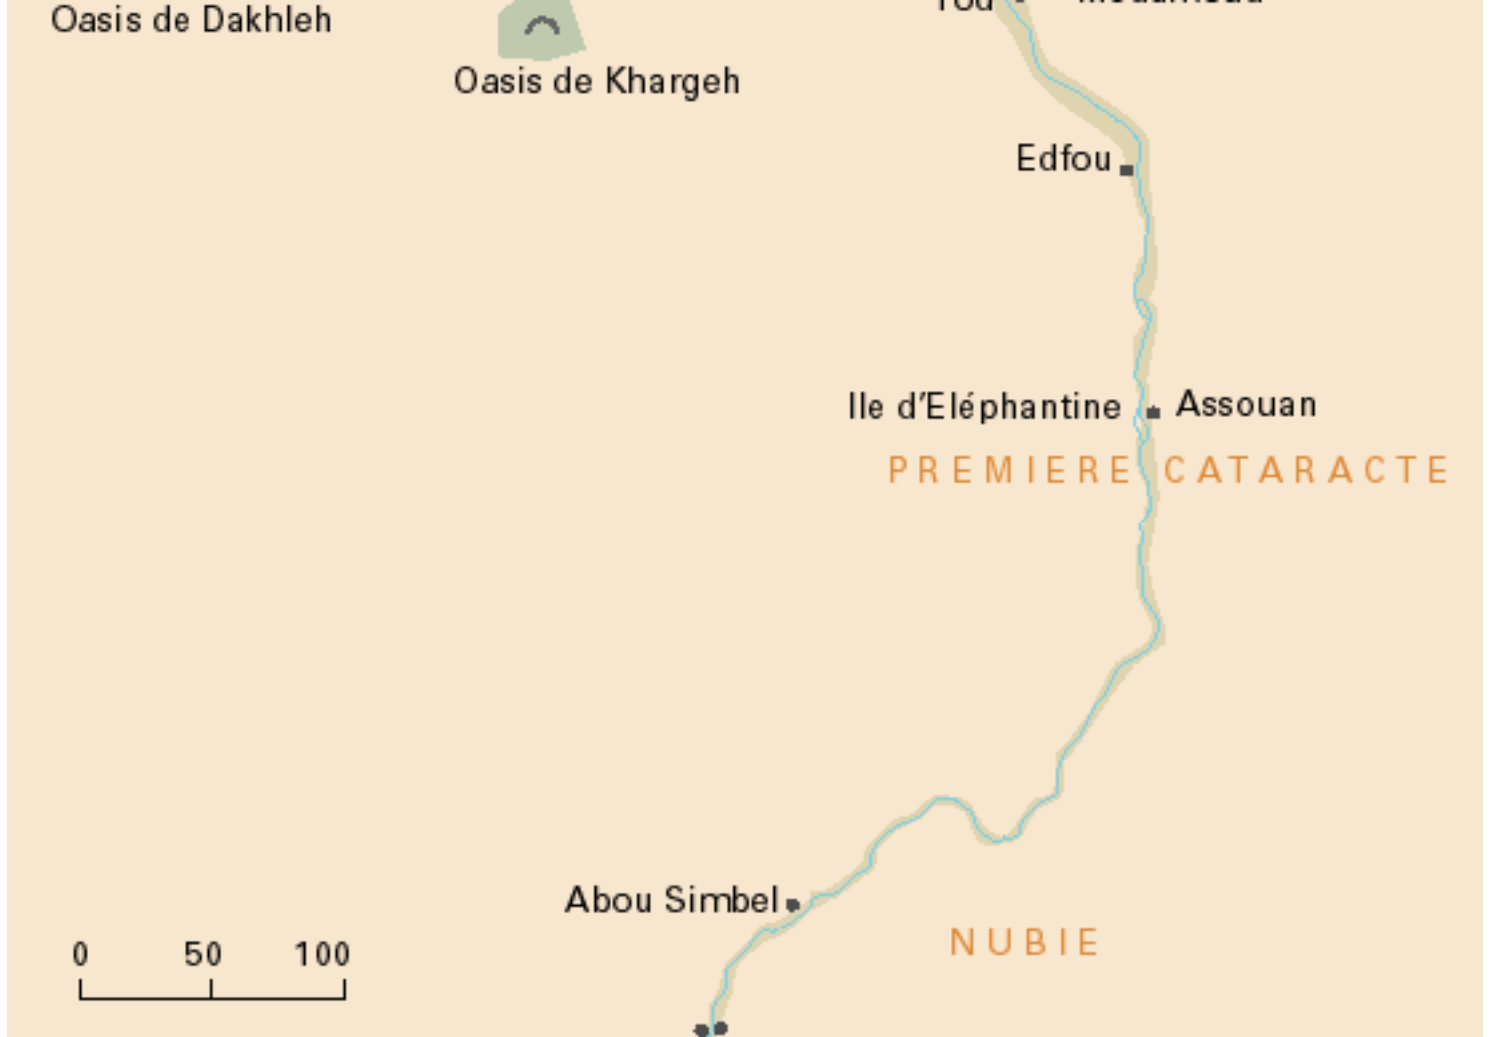 Oasis de Dakhleh
Oasis de Khargeh
Edfou
Ile d'Eléphantine
Assouan
PREMIERE CATARACTE
Abou Simbel
NUBIE
0 50 100